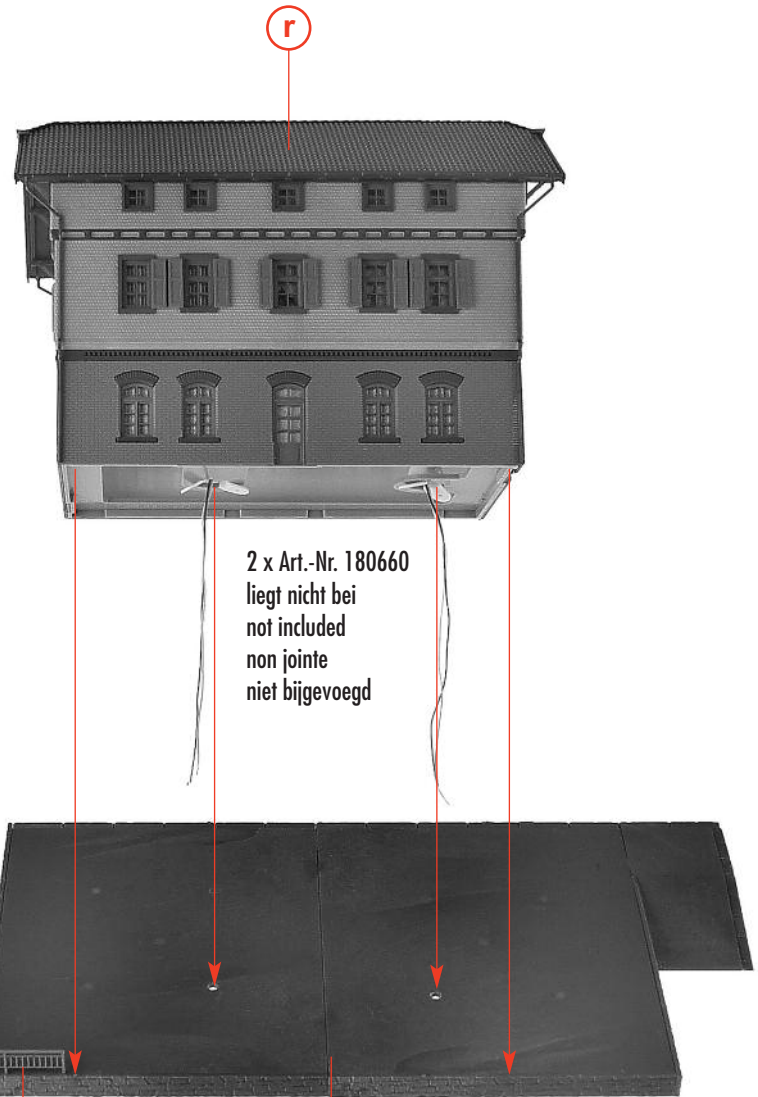 r
2 x Art.-Nr. 180660
liegt nicht bei
not included
non jointe
niet bijgevoegd